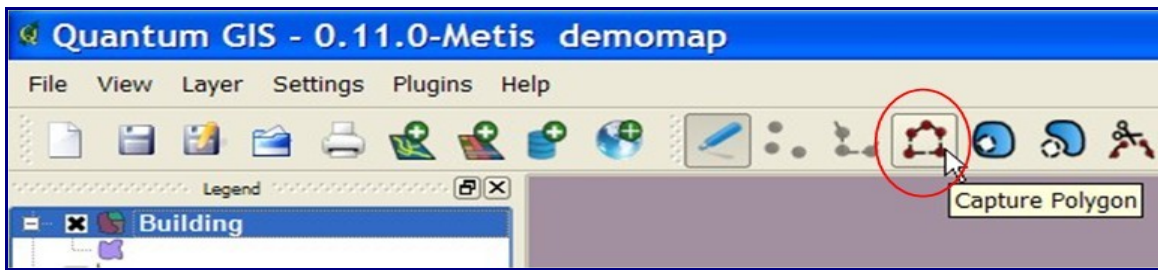 Quantum GIS - 0.11.0-Metis demomap
File View Layer Settings Plugins Help
Legend
Capture Polygon
Building